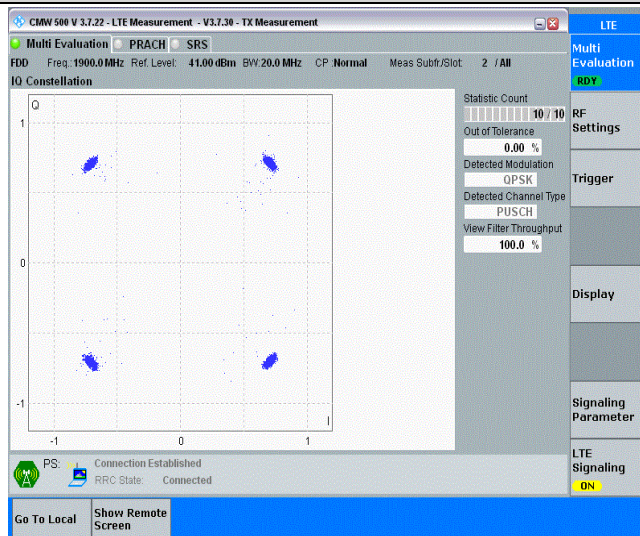 CMW 500 V 3.7.22 - LTE Measurement - V3.7.30 - TX Measurement
LTE
Multi Evaluation PRACH SRS
Multi
Evaluation
RDY
FDD Freq.:1900.0 MHz Ref. Level: 41.00 dBm BW:20.0 MHz CP :Normal Meas Subfr./Slot 2 / All
IQ Constellation
Statistic Count
10 / 10
Out of Tolerance
0.00 %
Detected Modulation
QPSK
Detected Channel Type
PUSCH
View Filter Throughput
100.0 %
RF
Settings
Trigger
Display
Signaling
Parameter
LTE
Signaling
ON
Q
1
0
-1
I
-1 0 1
PS: Connection Established
RRC State: Connected
Go To Local
Show Remote
Screen